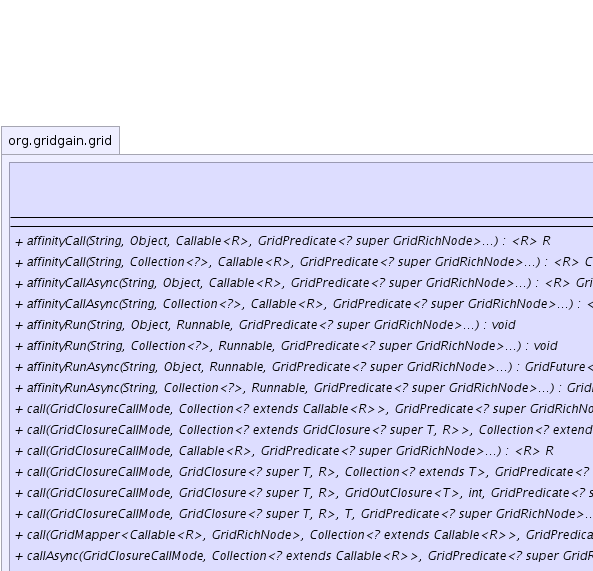 org.gridgain.grid
+ affinityCall(String, Object, Callable<R>, GridPredicate<? super GridRichNode>...) : <R> R
+ affinityCall(String, Collection<?>, Callable<R>, GridPredicate<? super GridRichNode>...) : <R> C
+ affinityCallAsync(String, Object, Callable<R>, GridPredicate<? super GridRichNode>...) : <R> Gri
+ affinityCallAsync(String, Collection<?>, Callable<R>, GridPredicate<? super GridRichNode>...) : <
+ affinityRun(String, Object, Runnable, GridPredicate<? super GridRichNode>...) : void
+ affinityRun(String, Collection<?>, Runnable, GridPredicate<? super GridRichNode>...) : void
+ affinityRunAsync(String, Object, Runnable, GridPredicate<? super GridRichNode>...) : GridFuture<
+ affinityRunAsync(String, Collection<?>, Runnable, GridPredicate<? super GridRichNode>...) : Grid
+ call(GridClosureCallMode, Collection<? extends Callable<R>>, GridPredicate<? super GridRichNo
+ call(GridClosureCallMode, Collection<? extends GridClosure<? super T, R>>, Collection<? extend
+ call(GridClosureCallMode, Callable<R>, GridPredicate<? super GridRichNode>...) : <R> R
+ call(GridClosureCallMode, GridClosure<? super T, R>, Collection<? extends T>, GridPredicate<?
+ call(GridClosureCallMode, GridClosure<? super T, R>, GridOutClosure<T>, int, GridPredicate<? s
+ call(GridClosureCallMode, GridClosure<? super T, R>, T, GridPredicate<? super GridRichNode>...
+ call(GridMapper<Callable<R>, GridRichNode>, Collection<? extends Callable<R>>, GridPredica
+ callAsync(GridClosureCallMode, Collection<? extends Callable<R>>, GridPredicate<? super GridR